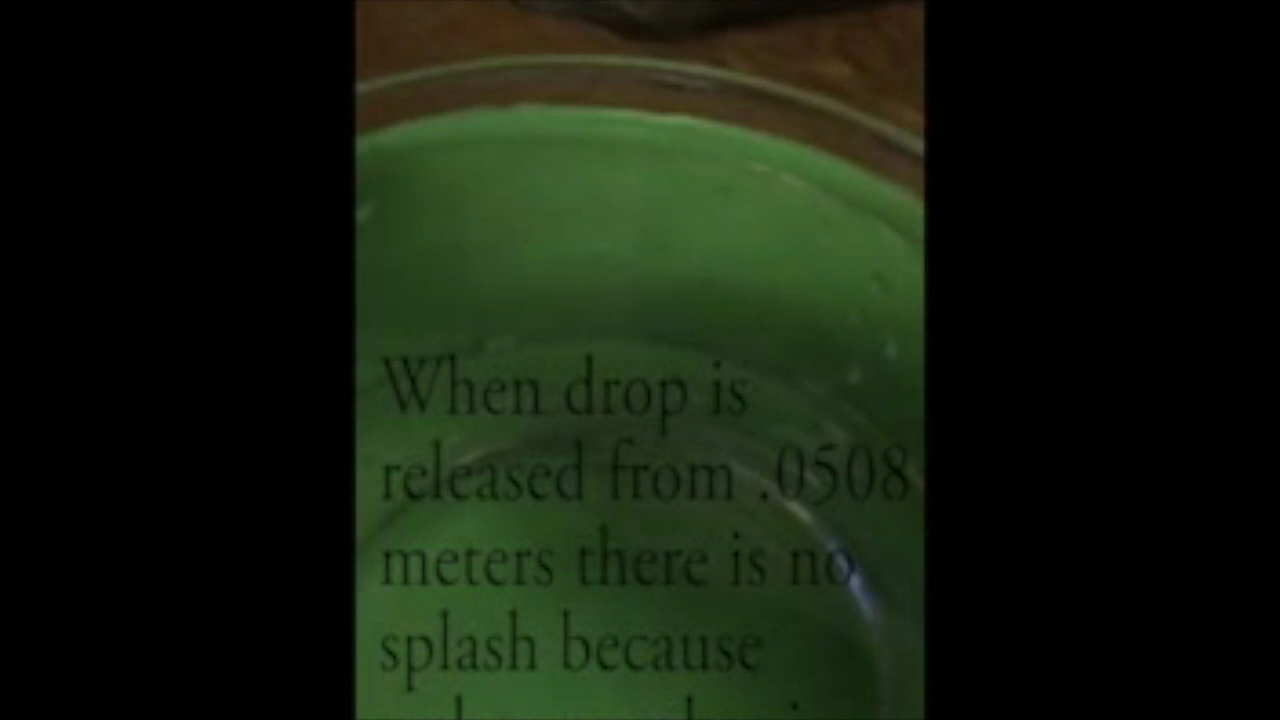 When drop is
released from .0508
meters there is no
splash because